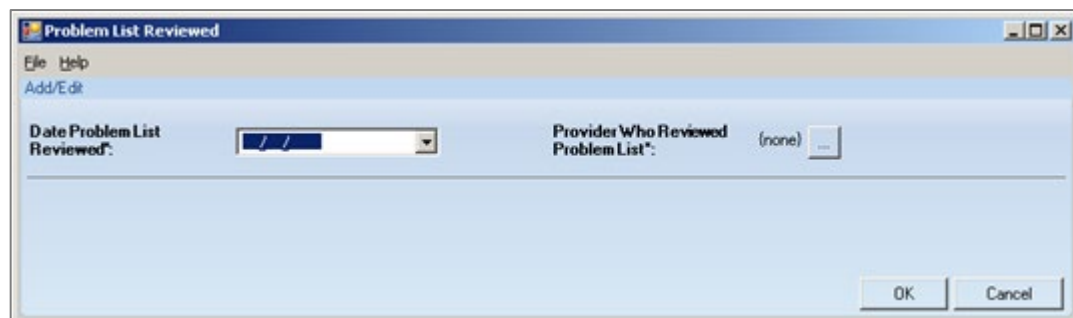 Problem List Reviewed
File Help
Add/Edit
Date Problem List
Reviewed*:
/ /
Provider Who Reviewed
Problem List*:
(none) ...
OK Cancel